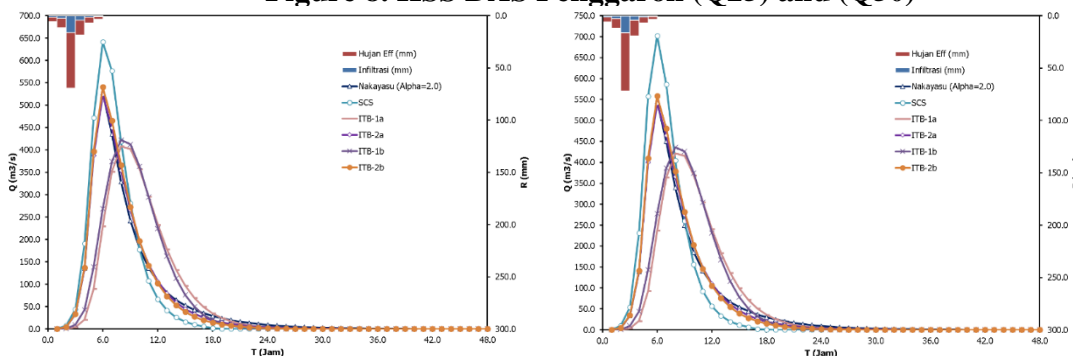 Figure 8. HSS DAS Penggaron (Q25) and (Q50)
700.0
650.0
600.0
550.0
500.0
450.0
400.0
350.0
300.0
250.0
200.0
150.0
100.0
50.0
0.0
Q (m3/s)
0.0
50.0
100.0
150.0
200.0
250.0
300.0
R (mm)
Hujan Eff (mm)
Infiltrasi (mm)
Nakayasu (Alpha=2.0)
SCS
ITB-1a
ITB-2a
ITB-1b
ITB-2b
0.0 6.0 12.0 18.0 24.0 30.0 36.0 42.0 48.0
T (Jam)
750.0
700.0
650.0
600.0
550.0
500.0
450.0
400.0
350.0
300.0
250.0
200.0
150.0
100.0
50.0
0.0
Q (m3/s)
0.0
50.0
100.0
150.0
200.0
250.0
300.0
Hujan Eff (mm)
Infiltrasi (mm)
Nakayasu (Alpha=2.0)
SCS
ITB-1a
ITB-2a
ITB-1b
ITB-2b
0.0 6.0 12.0 18.0 24.0 30.0 36.0 42.0 48.0
T (Jam)